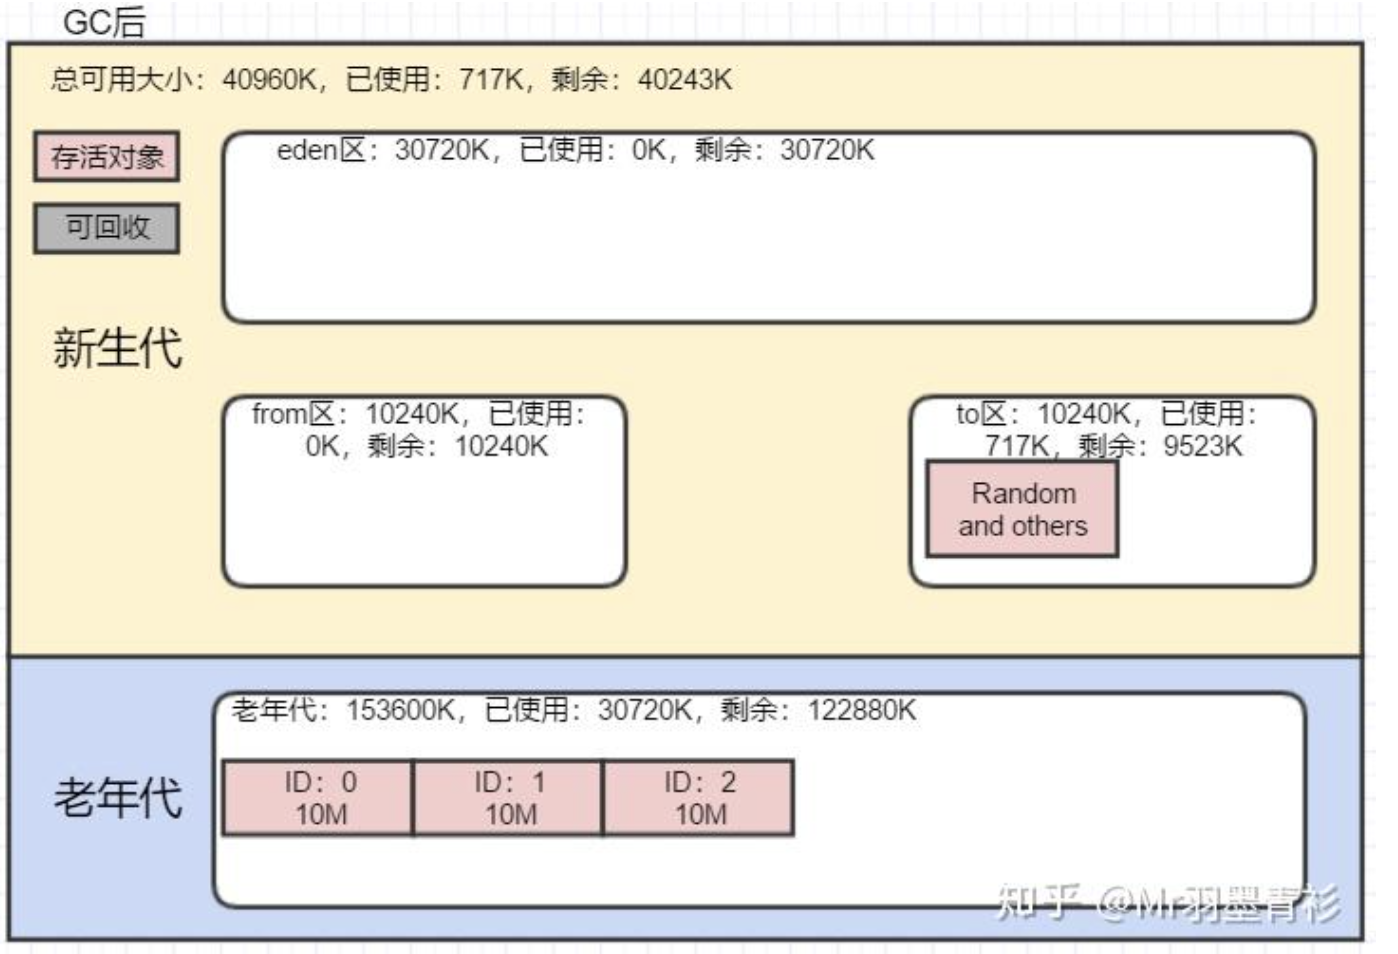 GC后
总可用大小：40960K，已使用：717K，剩余：40243K
存活对象
eden区：30720K，已使用：0K，剩余：30720K
可回收
新生代
from区：10240K，已使用：
0K，剩余：10240K
to区：10240K，已使用：
717K，剩余：9523K
Random
and others
老年代：153600K，已使用：30720K，剩余：122880K
老年代
ID：0
10M
ID：1
10M
ID：2
10M
知乎 @Mr羽墨青衫